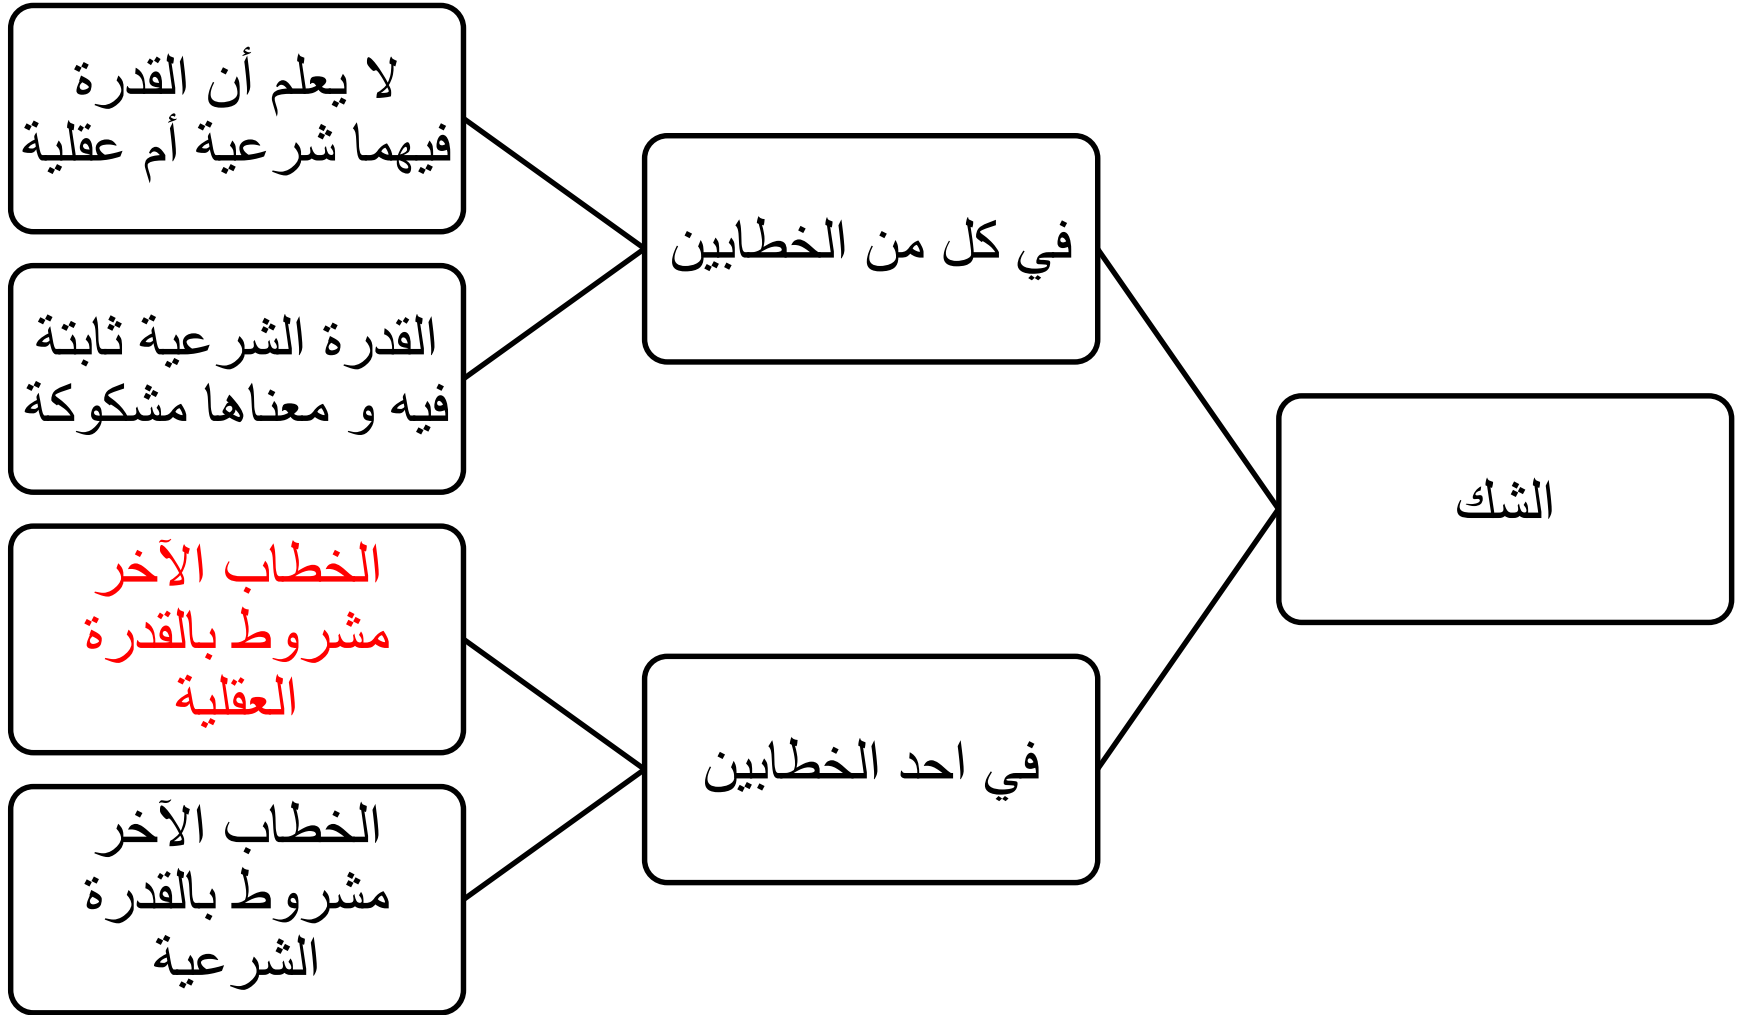 الشك
في كل من الخطابين
لا يعلم أن القدرة
فيهما شرعية أم عقلية
القدرة الشرعية ثابتة
فيه و معناها مشكوكة
في احد الخطابين
الخطاب الآخر
مشروط بالقدرة
العقلية
الخطاب الآخر
مشروط بالقدرة
الشرعية